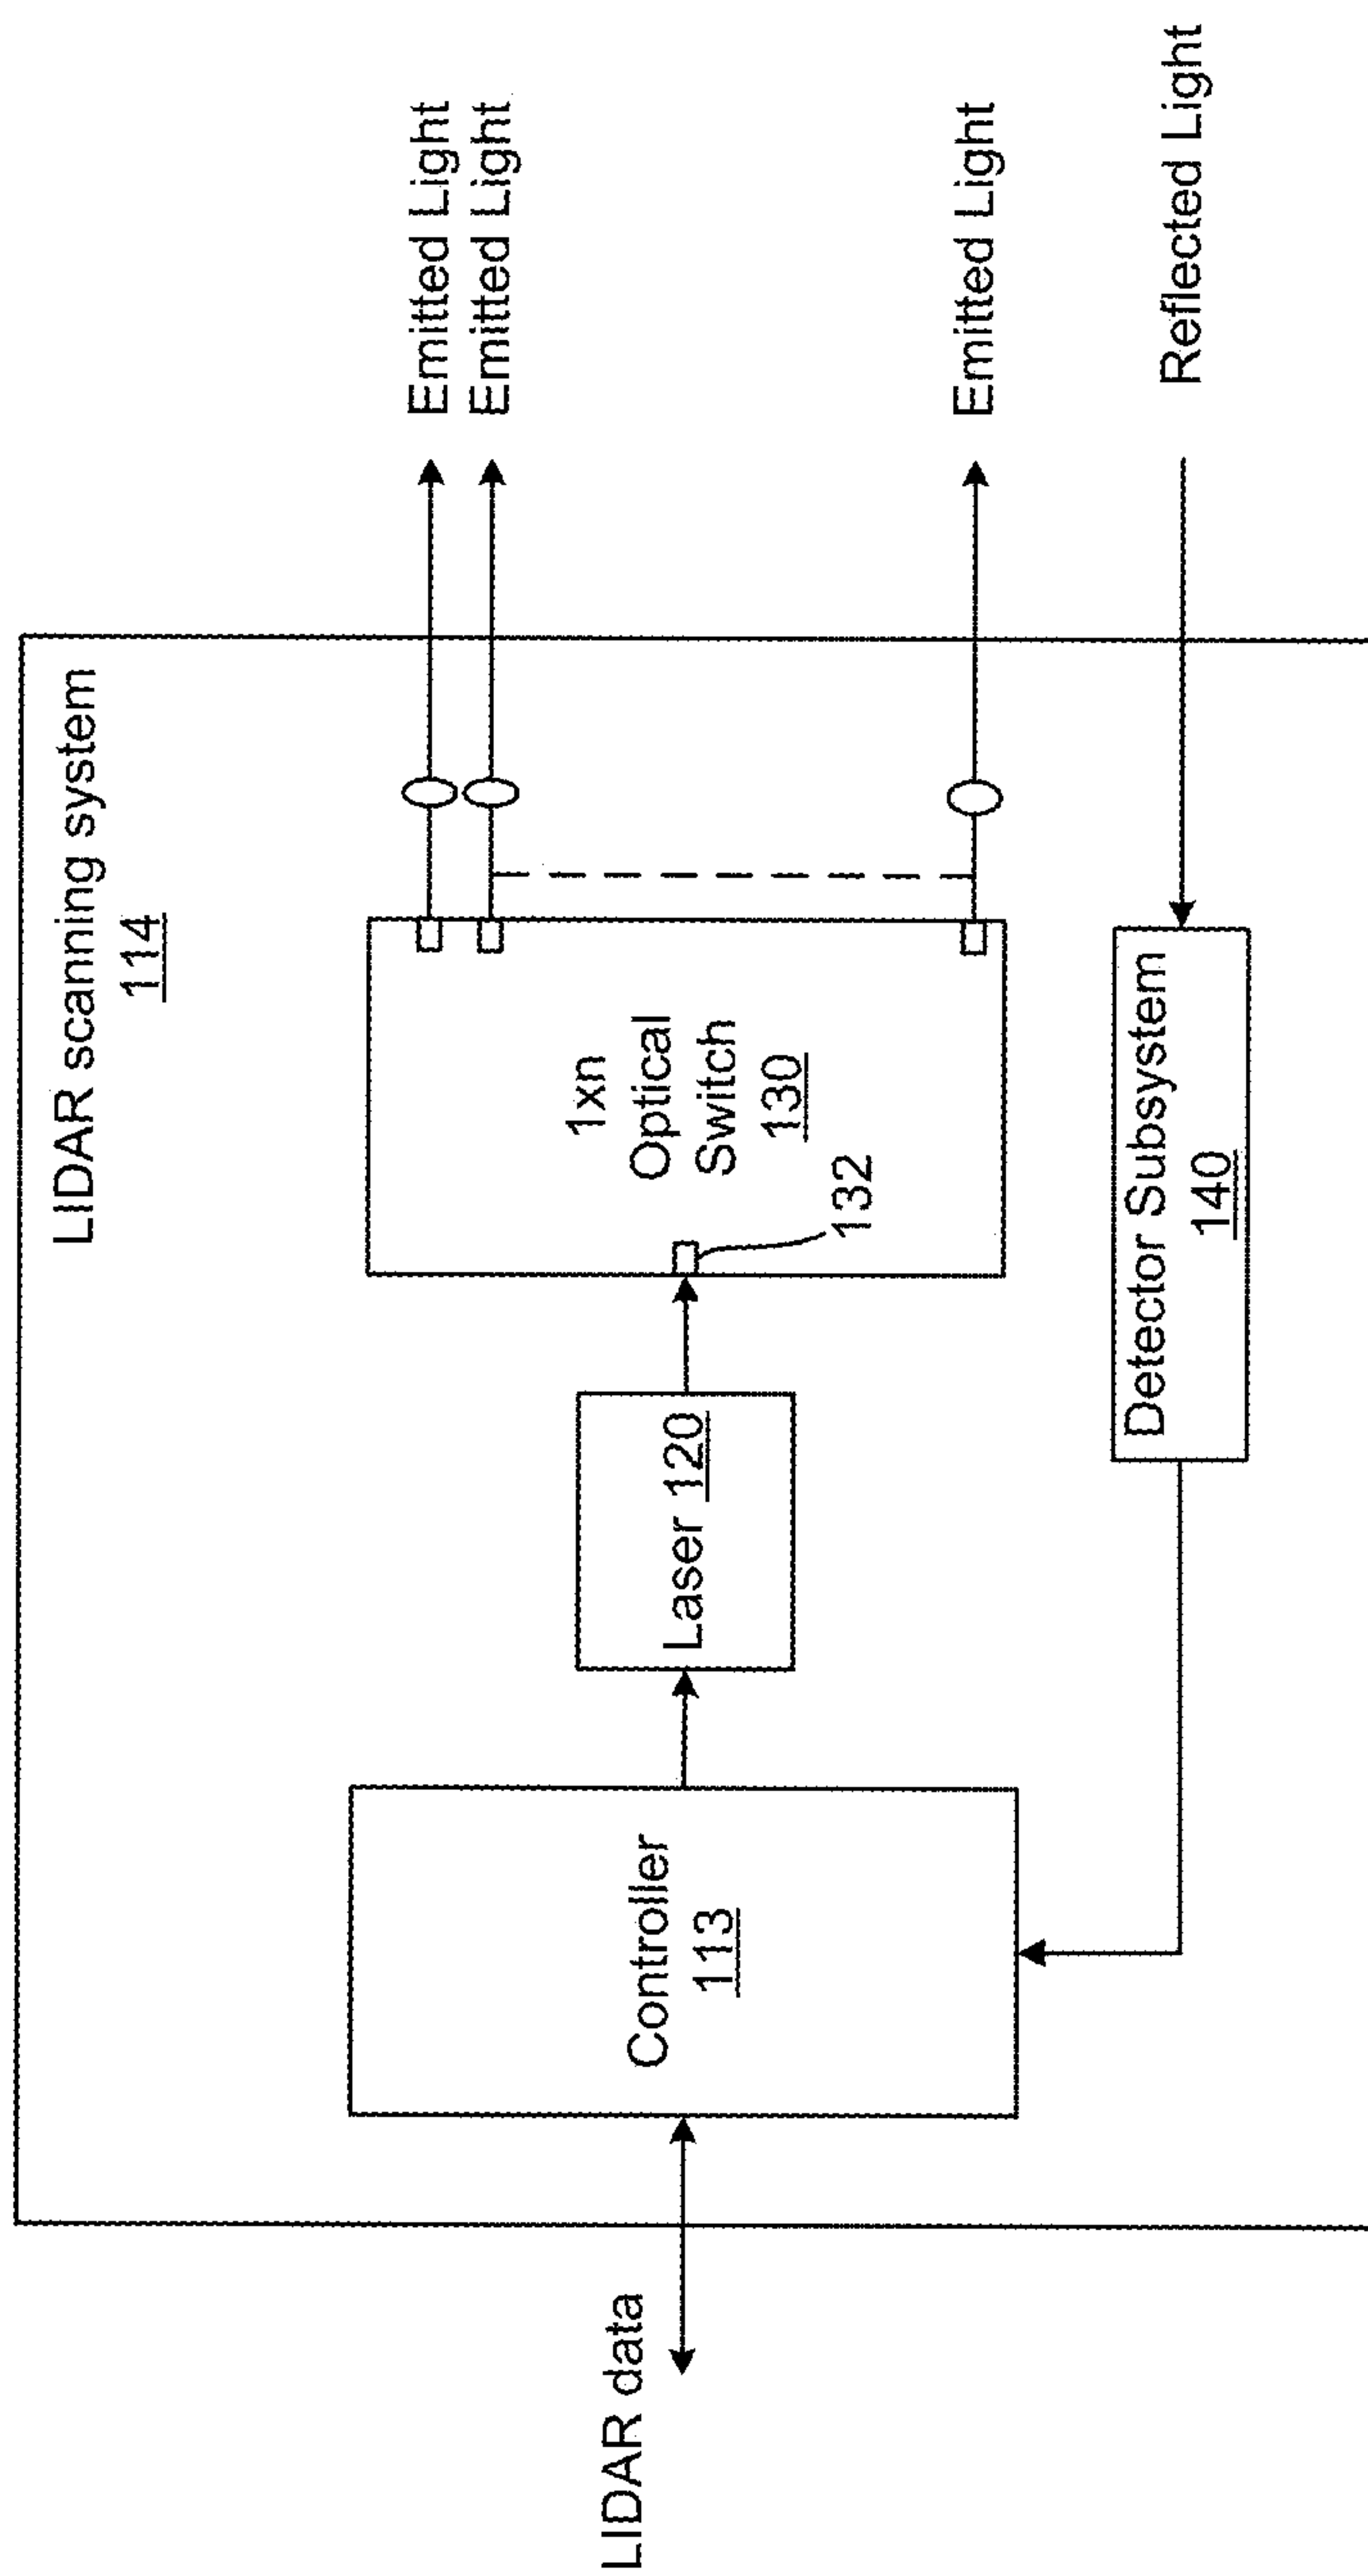 LIDAR scanning system
114
LIDAR data
Controller
113
Laser 120
1xn
Optical
Switch
130
132
Emitted Light
Emitted Light
Emitted Light
Detector Subsystem
140
Reflected Light